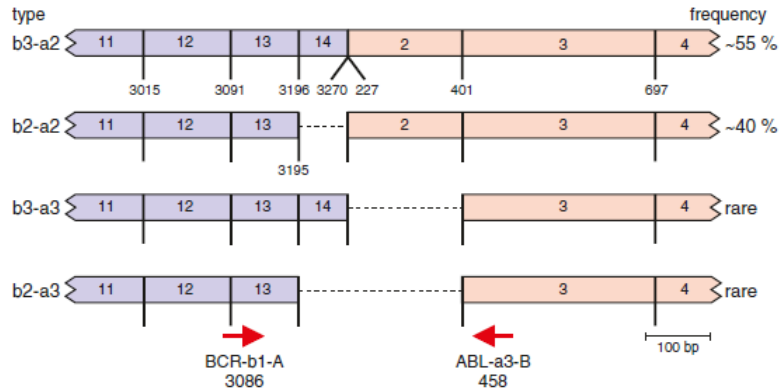 type frequency
b3-a2 11 12 13 14 2 3 4 ~55 %
3015 3091 3196 3270 227 401 697
b2-a2 11 12 13 2 3 4 ~40 %
3195
b3-a3 11 12 13 14 3 4 rare
b2-a3 11 12 13 3 4 rare
BCR-b1-A ABL-a3-B 100 bp
3086 458